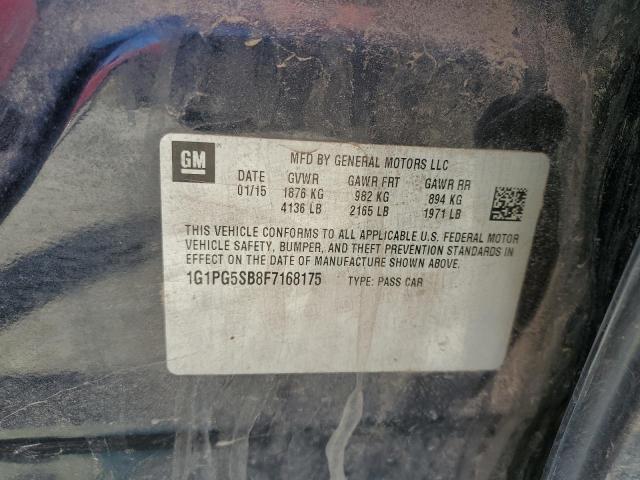 GM
MFD BY GENERAL MOTORS LLC
DATE GVWR GAWR FRT GAWR RR
01/15 1876 KG 982 KG 894 KG
4136 LB 2165 LB 1971 LB
THIS VEHICLE CONFORMS TO ALL APPLICABLE U.S. FEDERAL MOTOR
VEHICLE SAFETY, BUMPER, AND THEFT PREVENTION STANDARDS IN
EFFECT ON THE DATE OF MANUFACTURE SHOWN ABOVE.
1G1PG5SB8F7168175 TYPE: PASS CAR